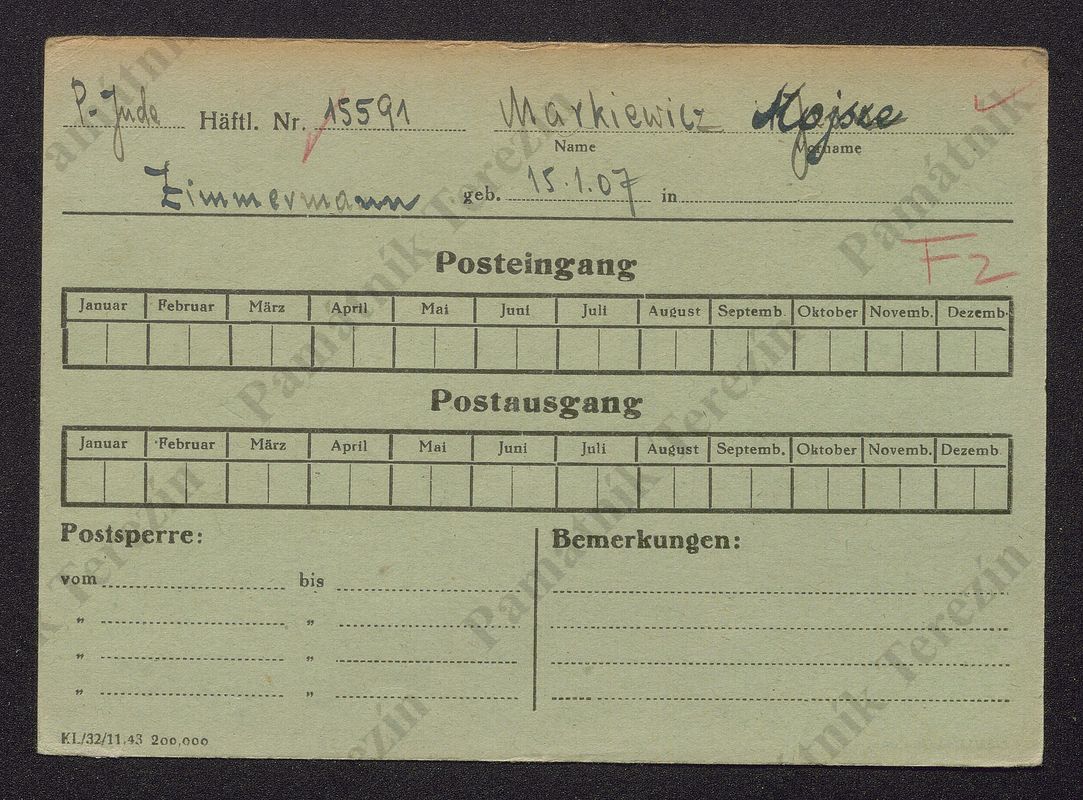 P-Jude Häftl. Nr. 15591 Markiewicz Mojsze
Name Vorname
Zimmermann geb. 15.1.07 in
Posteingang F2
Januar Februar März April Mai Juni Juli August Septemb. Oktober Novemb. Dezemb.
Postausgang
Januar Februar März April Mai Juni Juli August Septemb. Oktober Novemb. Dezemb.
Postsperre: Bemerkungen:
vom bis
„ „
„ „
„ „
KL/32/11.43 200,000
Památník Terezín